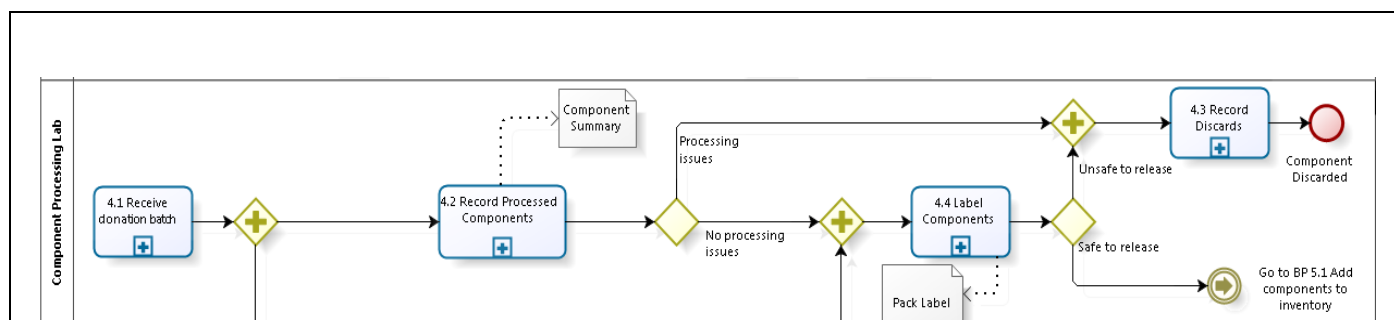 Component Processing Lab
4.1 Receive
donation batch
4.2 Record Processed
Components
Component
Summary
Processing
issues
No processing
issues
4.4 Label
Components
Pack Label
Unsafe to release
Safe to release
4.3 Record
Discards
Component
Discarded
Go to BP 5.1 Add
components to
inventory